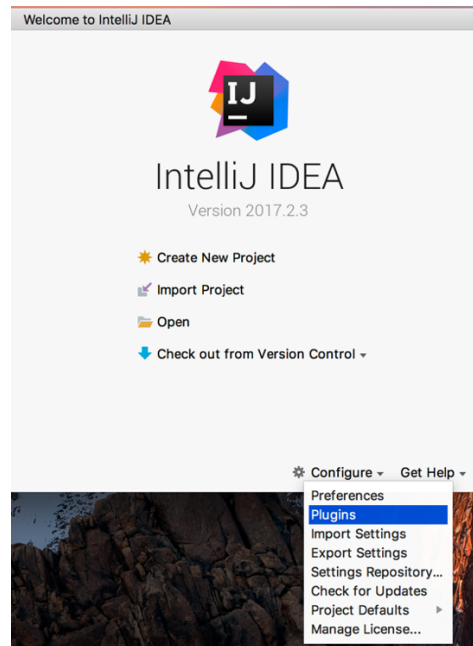 Welcome to IntelliJ IDEA
IJ
IntelliJ IDEA
Version 2017.2.3
Create New Project
Import Project
Open
Check out from Version Control
Configure Get Help
Preferences
Plugins
Import Settings
Export Settings
Settings Repository...
Check for Updates
Project Defaults
Manage License...